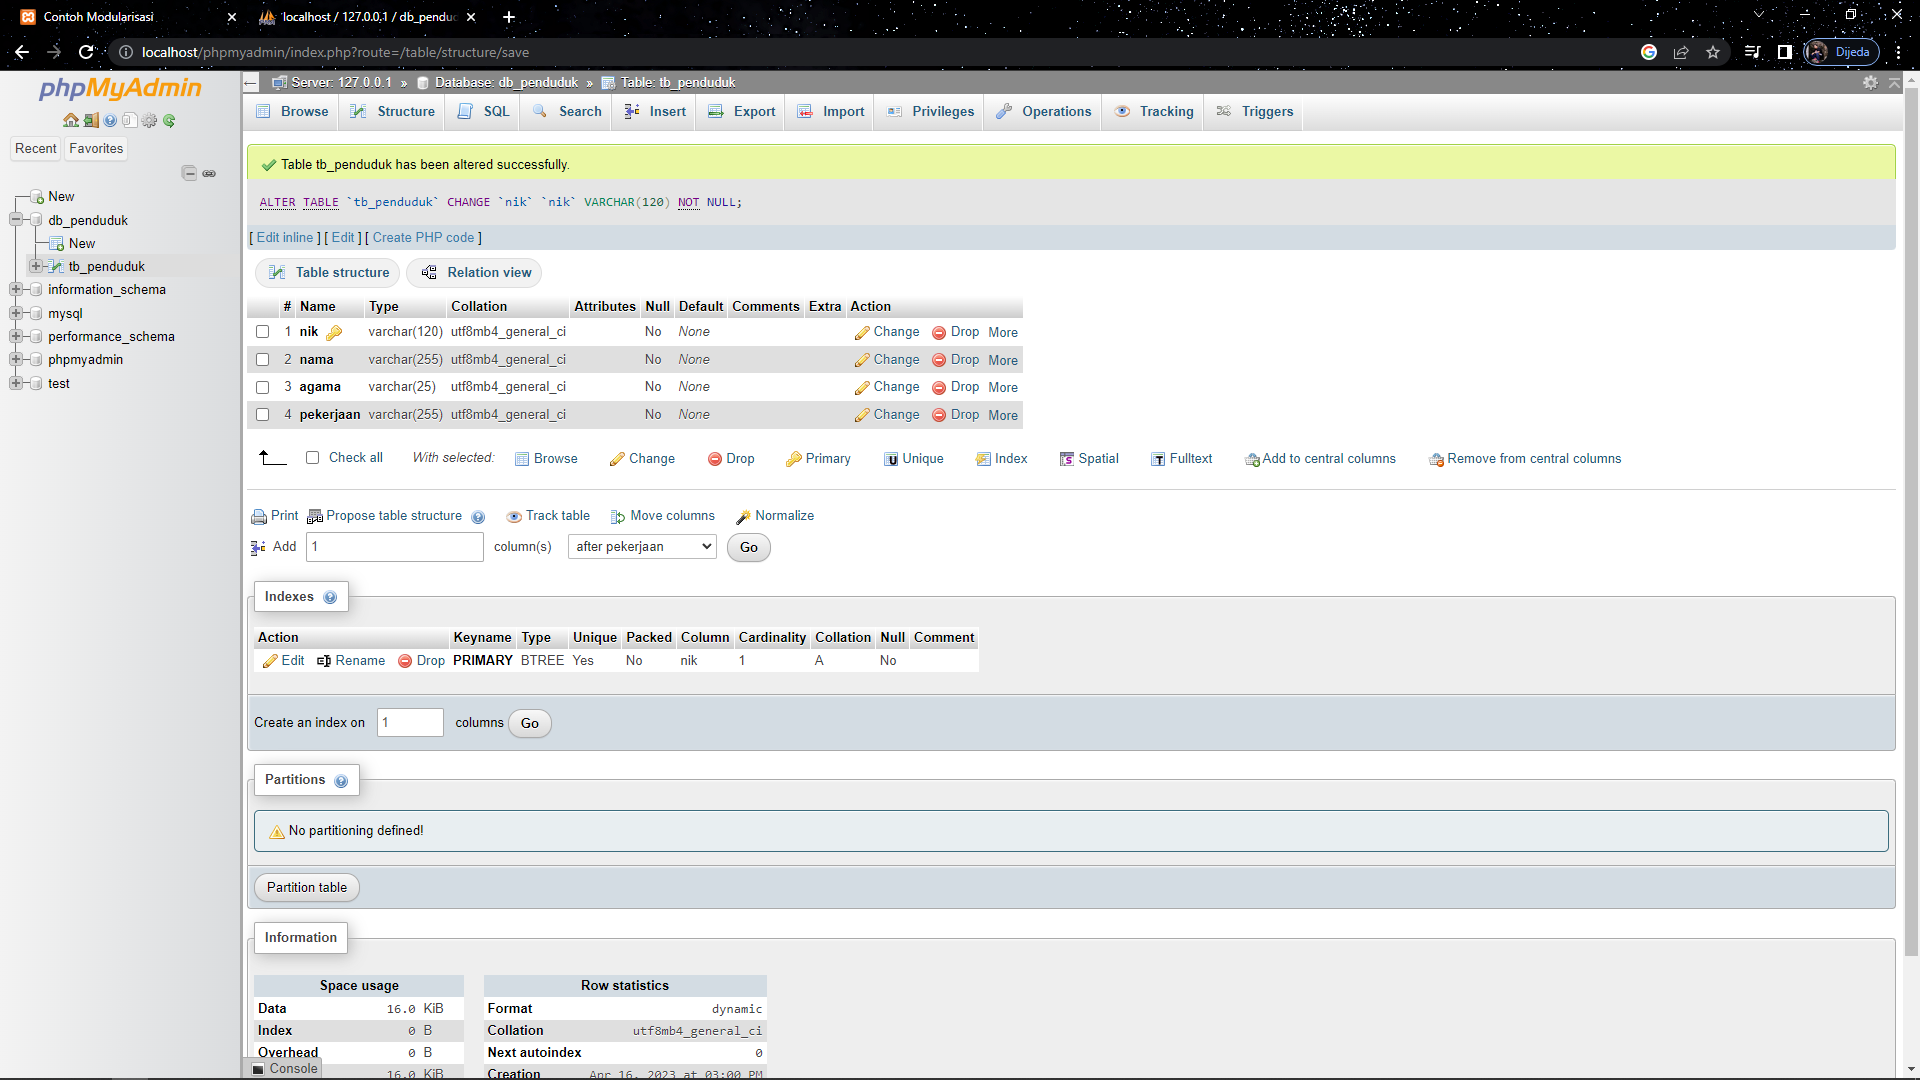 Contoh Modularisasi
localhost / 127.0.0.1 / db_pendud
localhost/phpmyadmin/index.php?route=/table/structure/save
Dijeda
phpMyAdmin
Recent
Favorites
New
db_penduduk
New
tb_penduduk
information_schema
mysql
performance_schema
phpmyadmin
test
Server: 127.0.0.1 » Database: db_penduduk » Table: tb_penduduk
Browse Structure SQL Search Insert Export Import Privileges Operations Tracking Triggers
Table tb_penduduk has been altered successfully.
ALTER TABLE `tb_penduduk` CHANGE `nik` `nik` VARCHAR(120) NOT NULL;
[ Edit inline ] [ Edit ] [ Create PHP code ]
Table structure Relation view
# Name Type Collation Attributes Null Default Comments Extra Action
1 nik varchar(120) utf8mb4_general_ci No None Change Drop More
2 nama varchar(255) utf8mb4_general_ci No None Change Drop More
3 agama varchar(25) utf8mb4_general_ci No None Change Drop More
4 pekerjaan varchar(255) utf8mb4_general_ci No None Change Drop More
Check all With selected: Browse Change Drop Primary Unique Index Spatial Fulltext Add to central columns Remove from central columns
Print Propose table structure Track table Move columns Normalize
Add 1 column(s) after pekerjaan Go
Indexes
Action Keyname Type Unique Packed Column Cardinality Collation Null Comment
Edit Rename Drop PRIMARY BTREE Yes No nik 1 A No
Create an index on 1 columns Go
Partitions
No partitioning defined!
Partition table
Information
Space usage
Data 16.0 KiB
Index 0 B
Overhead 0 B
16.0 KiB
Row statistics
Format dynamic
Collation utf8mb4_general_ci
Next autoindex 0
Creation Apr 16, 2023 at 03:00 PM
Console